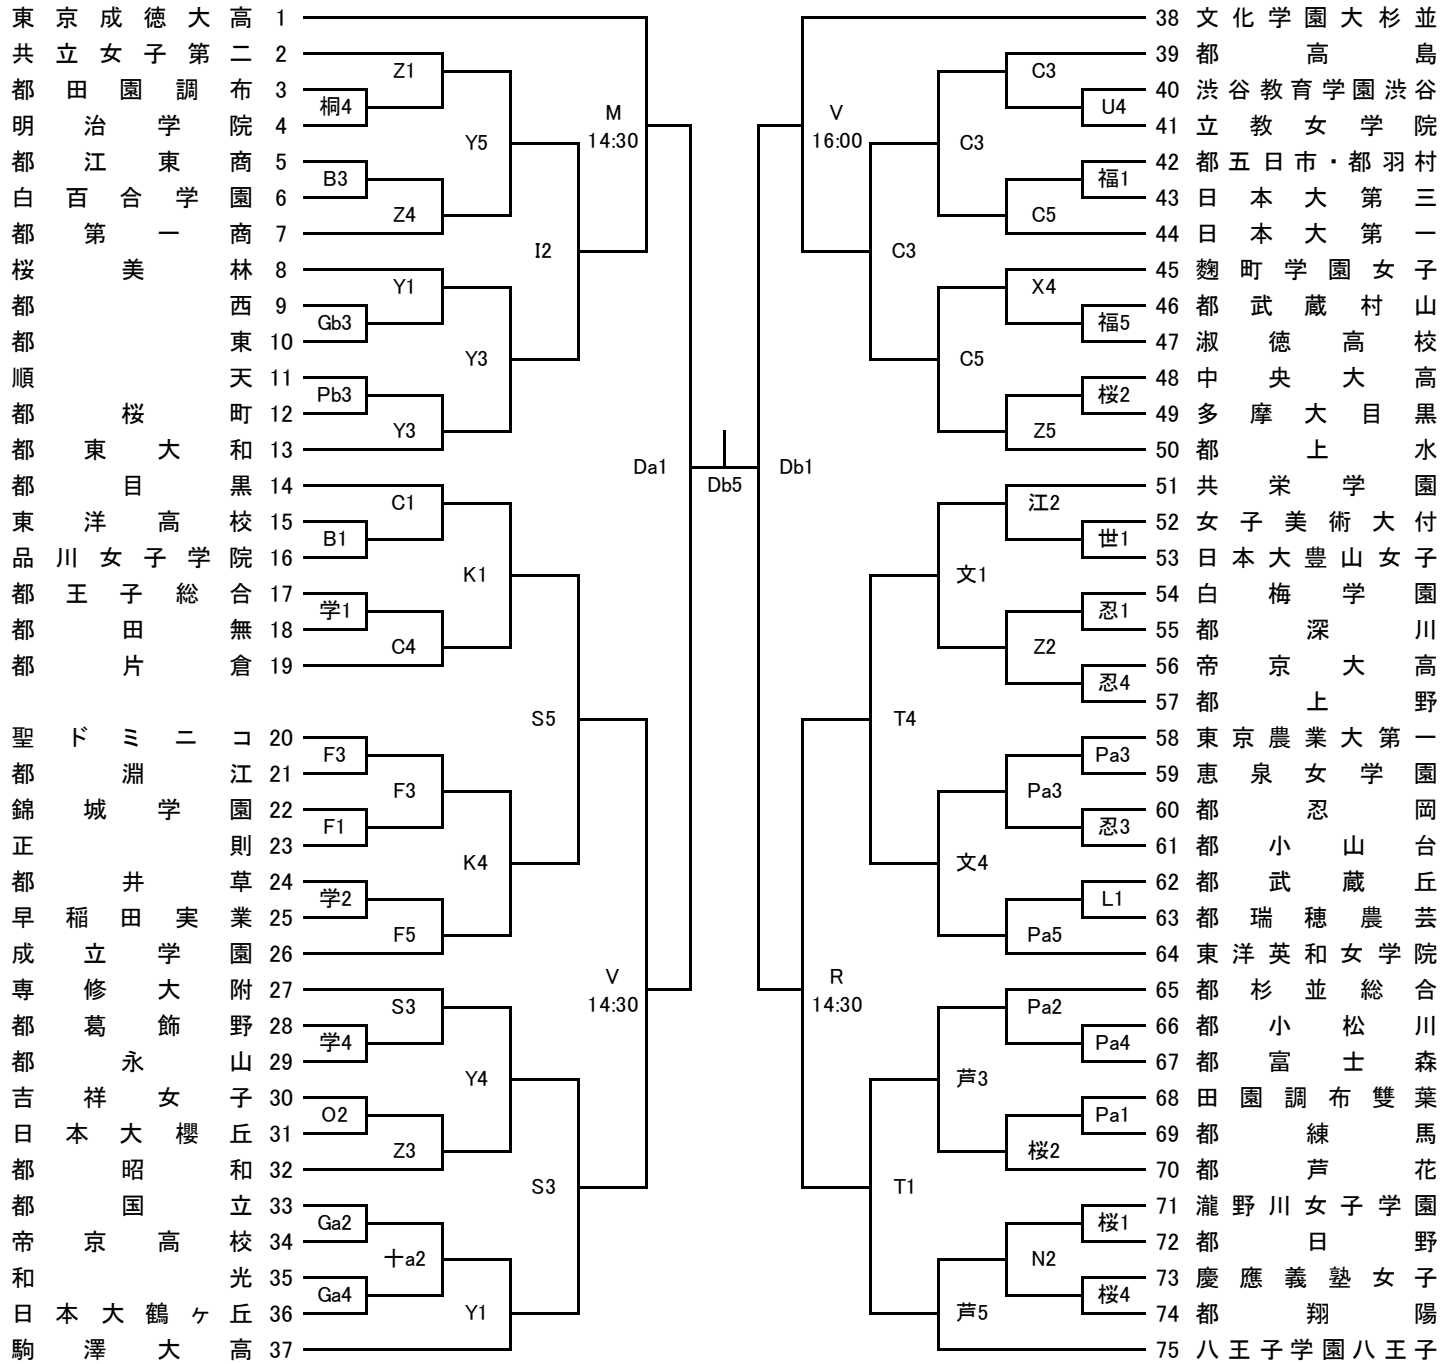 東京成徳大高 1
共立女子第二 2
都田園調布 3
明治学院 4
都江東商 5
白百合学園 6
都第一商 7
桜美林 8
都西 9
都東 10
順天 11
都桜町 12
都東大和 13
都目黒 14
東洋高校 15
品川女子学院 16
都王子総合 17
都田無 18
都片倉 19
聖ドミニコ 20
都淵江 21
錦城学園 22
正則 23
都井草 24
早稲田実業 25
成立学園 26
専修大附 27
都葛飾野 28
都永山 29
吉祥女子 30
日本大櫻丘 31
都昭和 32
都国立 33
帝京高校 34
和光 35
日本大鶴ヶ丘 36
駒澤大高 37
桐4
B3
Gb3
Pb3
B1
学1
F3
F1
学2
学4
O2
Ga2
Ga4
Z1
Z4
Y1
Y3
C1
C4
F3
F5
S3
Z3
十a2
Y5
Y3
K1
K4
Y4
Y1
I2
S5
S3
M
14:30
V
14:30
Da1
Db5
Db1
V
16:00
R
14:30
C3
T4
T1
C3
C5
文1
文4
芦3
芦5
C3
C5
X4
Z5
江2
Z2
Pa3
Pa5
Pa2
桜2
N2
U4
福1
福5
桜2
世1
忍1
忍4
Pa3
忍3
L1
Pa4
Pa1
桜1
桜4
38 文化学園大杉並
39 都高島
40 渋谷教育学園渋谷
41 立教女学院
42 都五日市・都羽村
43 日本大第三
44 日本大第一
45 麴町学園女子
46 都武蔵村山
47 淑徳高校
48 中央大高
49 多摩大目黒
50 都上水
51 共栄学園
52 女子美術大付
53 日本大豊山女子
54 白梅学園
55 都深川
56 帝京大高
57 都上野
58 東京農業大第一
59 恵泉女学園
60 都忍岡
61 都小山台
62 都武蔵丘
63 都瑞穂農芸
64 東洋英和女学院
65 都杉並総合
66 都小松川
67 都富士森
68 田園調布雙葉
69 都練馬
70 都芦花
71 瀧野川女子学園
72 都日野
73 慶應義塾女子
74 都翔陽
75 八王子学園八王子